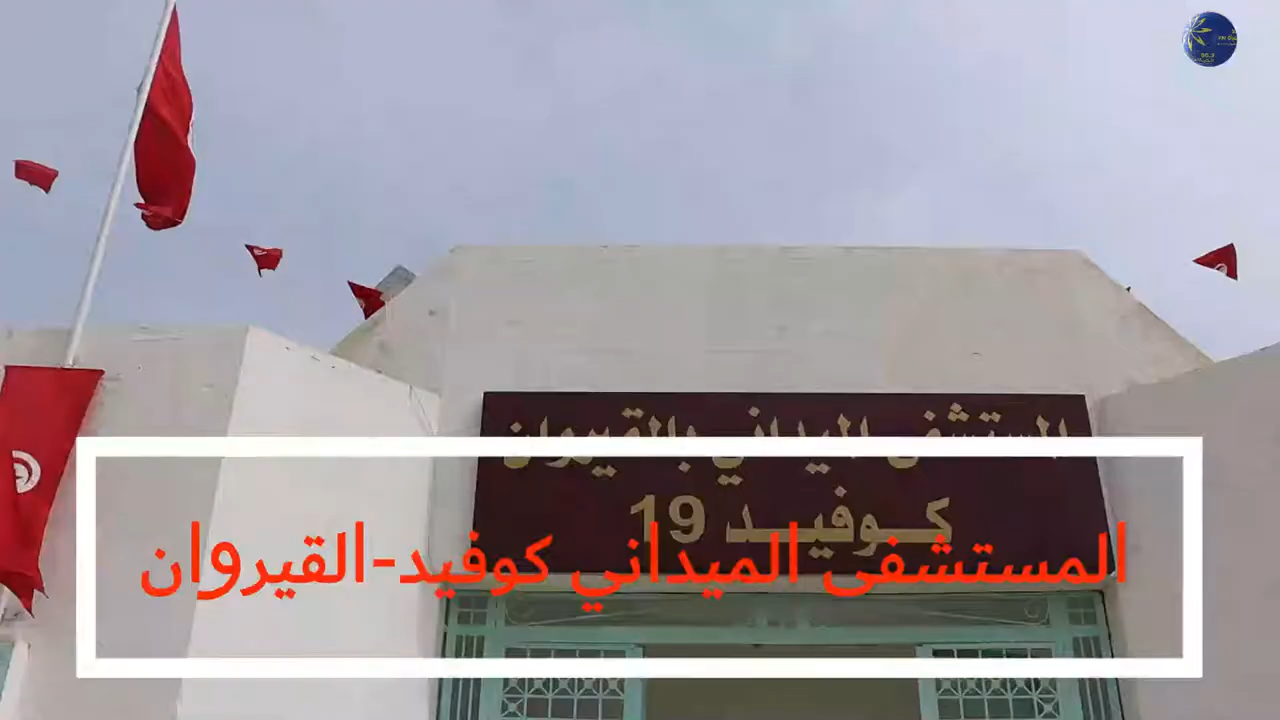 المستشفى الميداني بالقيروان
كوفيد 19
المستشفى الميداني كوفيد-القيروان